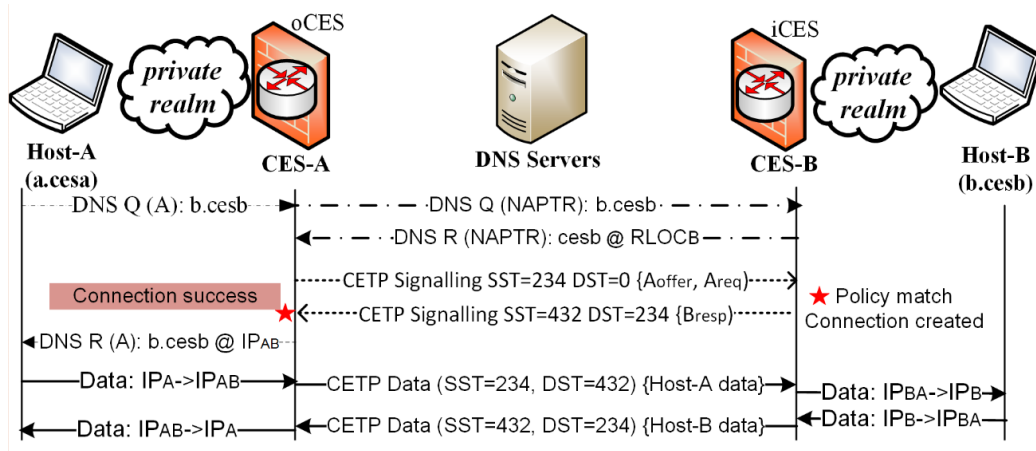 oCES
iCES
private
realm
private
realm
Host-A
(a.cesa)
CES-A
DNS Servers
CES-B
Host-B
(b.cesb)
DNS Q (A): b.cesb
DNS Q (NAPTR): b.cesb
DNS R (NAPTR): cesb @ RLOCB
CETP Signalling SST=234 DST=0 {Aoffer, Areq)
Connection success
CETP Signalling SST=432 DST=234 {Bresp)
Policy match
Connection created
DNS R (A): b.cesb @ IPAB
Data: IPA->IPAB
CETP Data (SST=234, DST=432) {Host-A data}
Data: IPBA->IPB
Data: IPAB->IPA
CETP Data (SST=432, DST=234) {Host-B data}
Data: IPB->IPBA